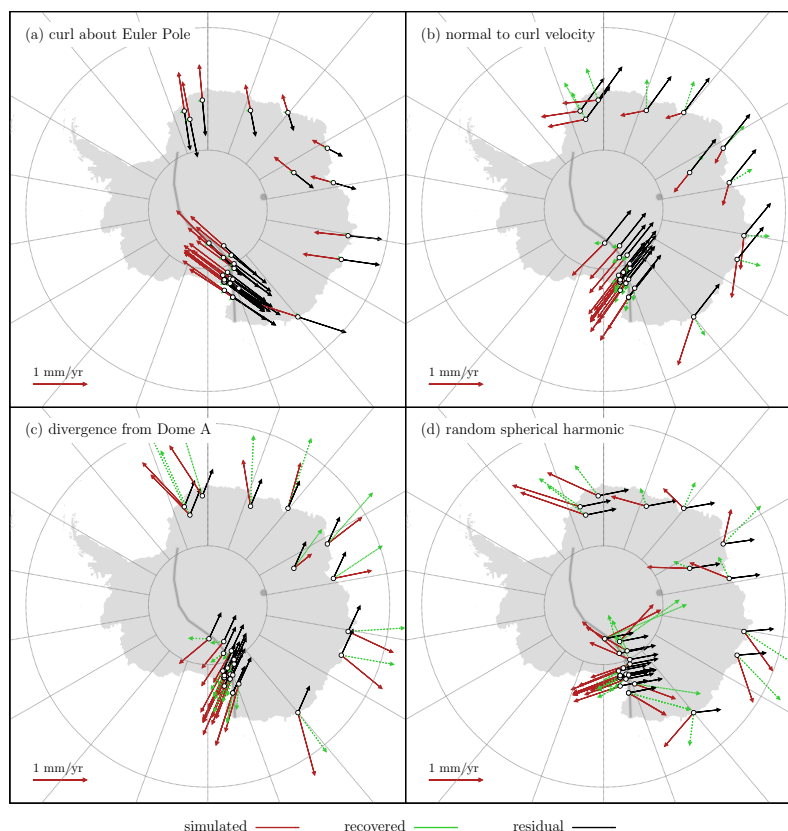 (a) curl about Euler Pole
(b) normal to curl velocity
1 mm/yr
1 mm/yr
(c) divergence from Dome A
(d) random spherical harmonic
1 mm/yr
1 mm/yr
simulated recovered residual